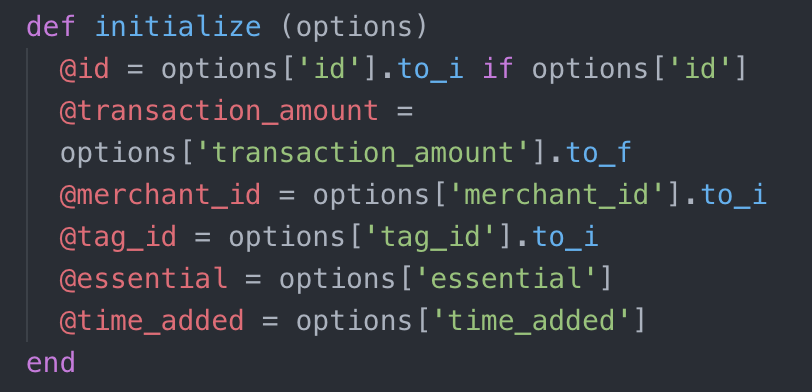 def initialize (options)
  @id = options['id'].to_i if options['id']
  @transaction_amount =
  options['transaction_amount'].to_f
  @merchant_id = options['merchant_id'].to_i
  @tag_id = options['tag_id'].to_i
  @essential = options['essential']
  @time_added = options['time_added']
end